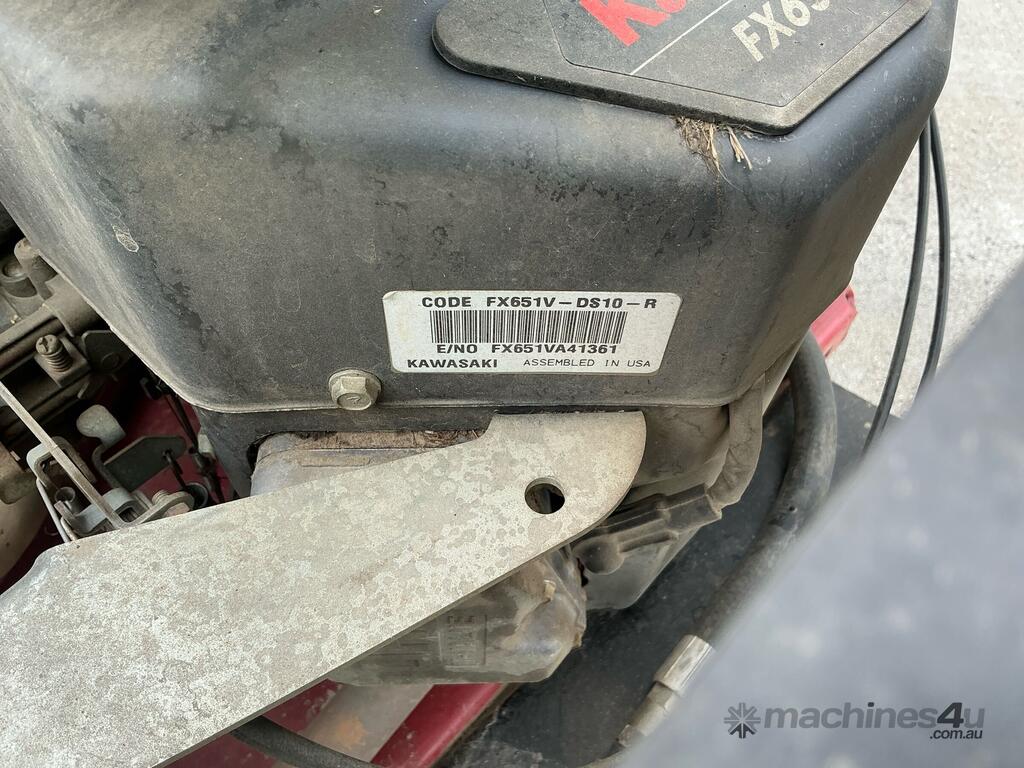 FX65
CODE FX651V-DS10-R
E/NO FX651VA41361
KAWASAKI ASSEMBLED IN USA
machines4u
.com.au